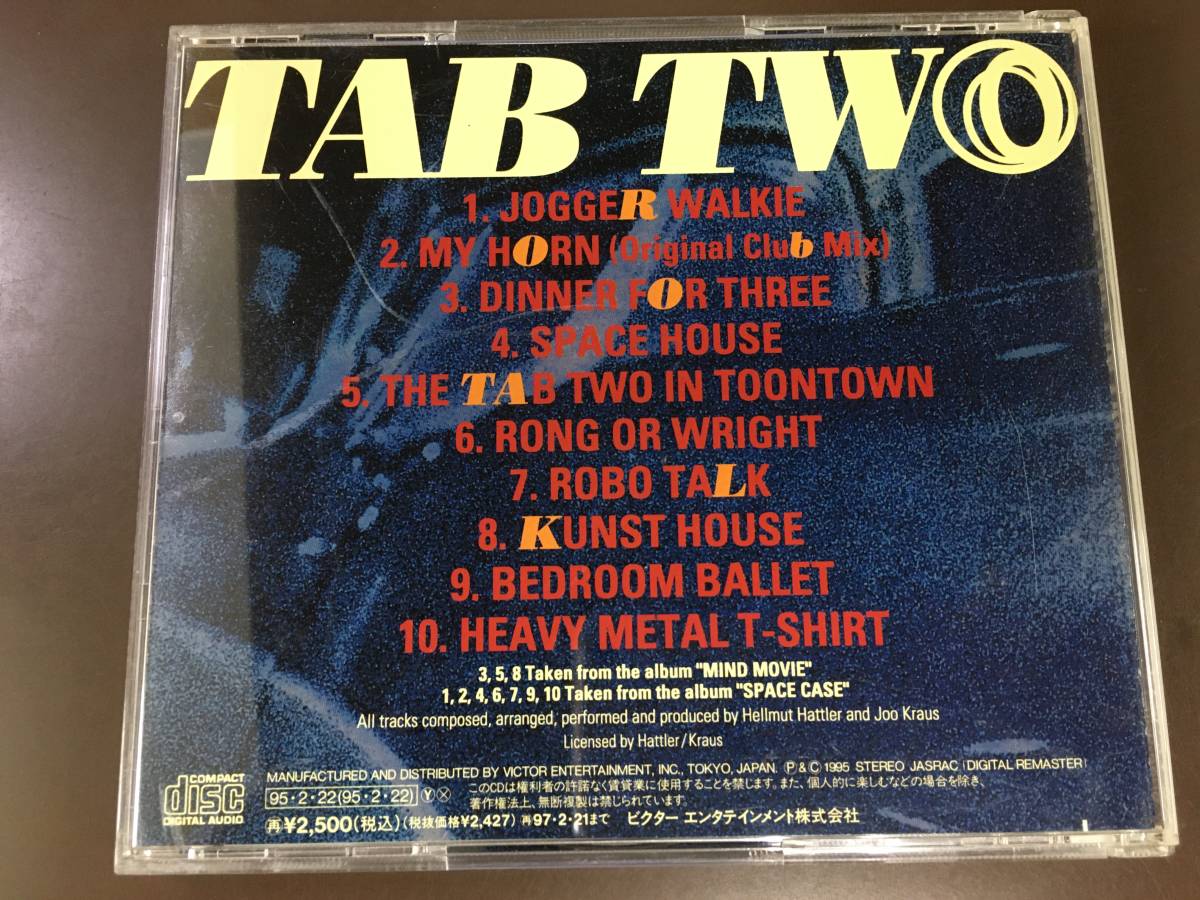 TAB TWO
1. JOGGER WALKIE
2. MY HORN (Original Club Mix)
3. DINNER FOR THREE
4. SPACE HOUSE
5. THE TAB TWO IN TOONTOWN
6. RONG OR WRIGHT
7. ROBO TALK
8. KUNST HOUSE
9. BEDROOM BALLET
10. HEAVY METAL T-SHIRT
3, 5, 8 Taken from the album "MIND MOVIE"
1, 2, 4, 6, 7, 9, 10 Taken from the album "SPACE CASE"
All tracks composed, arranged, performed and produced by Hellmut Hattler and Joo Kraus
Licensed by Hattler/Kraus
COMPACT disc DIGITAL AUDIO
MANUFACTURED AND DISTRIBUTED BY VICTOR ENTERTAINMENT, INC., TOKYO, JAPAN. Ⓟ&Ⓒ 1995 STEREO JASRAC (DIGITAL REMASTER)
95・2・22(95・2・22) Ⓨ Ⓧ このCDは権利者の許諾なく賃貸業に使用することを禁じます。また、個人的に楽しむなどの場合を除き、
著作権法上、無断複製は禁じられています。
再¥2,500(税込)(税抜価格¥2,427) 再97・2・21まで ビクター エンタテインメント株式会社